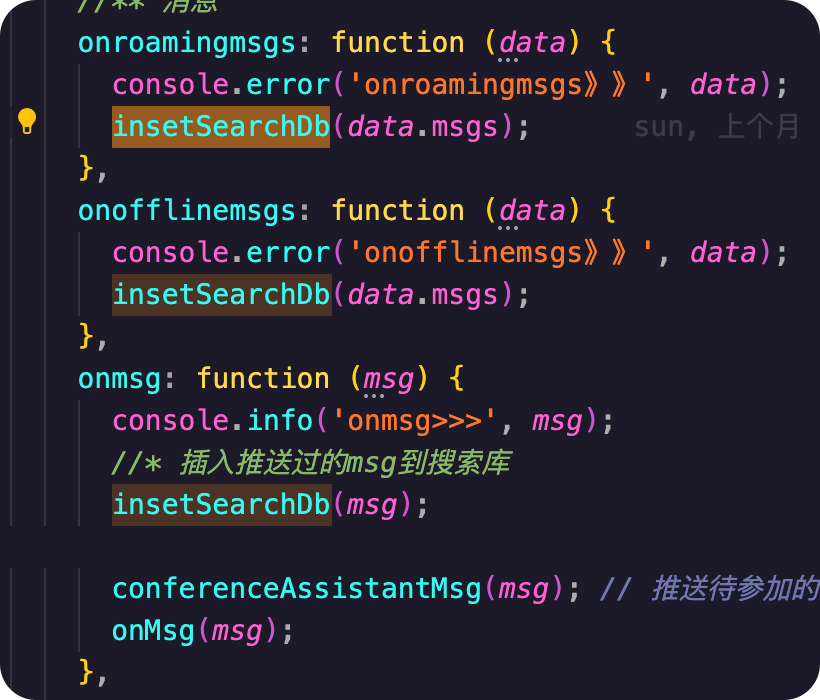 //** 消息
onroamingmsgs: function (data) {
console.error('onroamingmsgs》》', data);
insetSearchDb(data.msgs); sun, 上个月
},
onofflinemsgs: function (data) {
console.error('onofflinemsgs》》', data);
insetSearchDb(data.msgs);
},
onmsg: function (msg) {
console.info('onmsg>>>', msg);
//* 插入推送过的msg到搜索库
insetSearchDb(msg);
conferenceAssistantMsg(msg); // 推送待参加的
onMsg(msg);
},